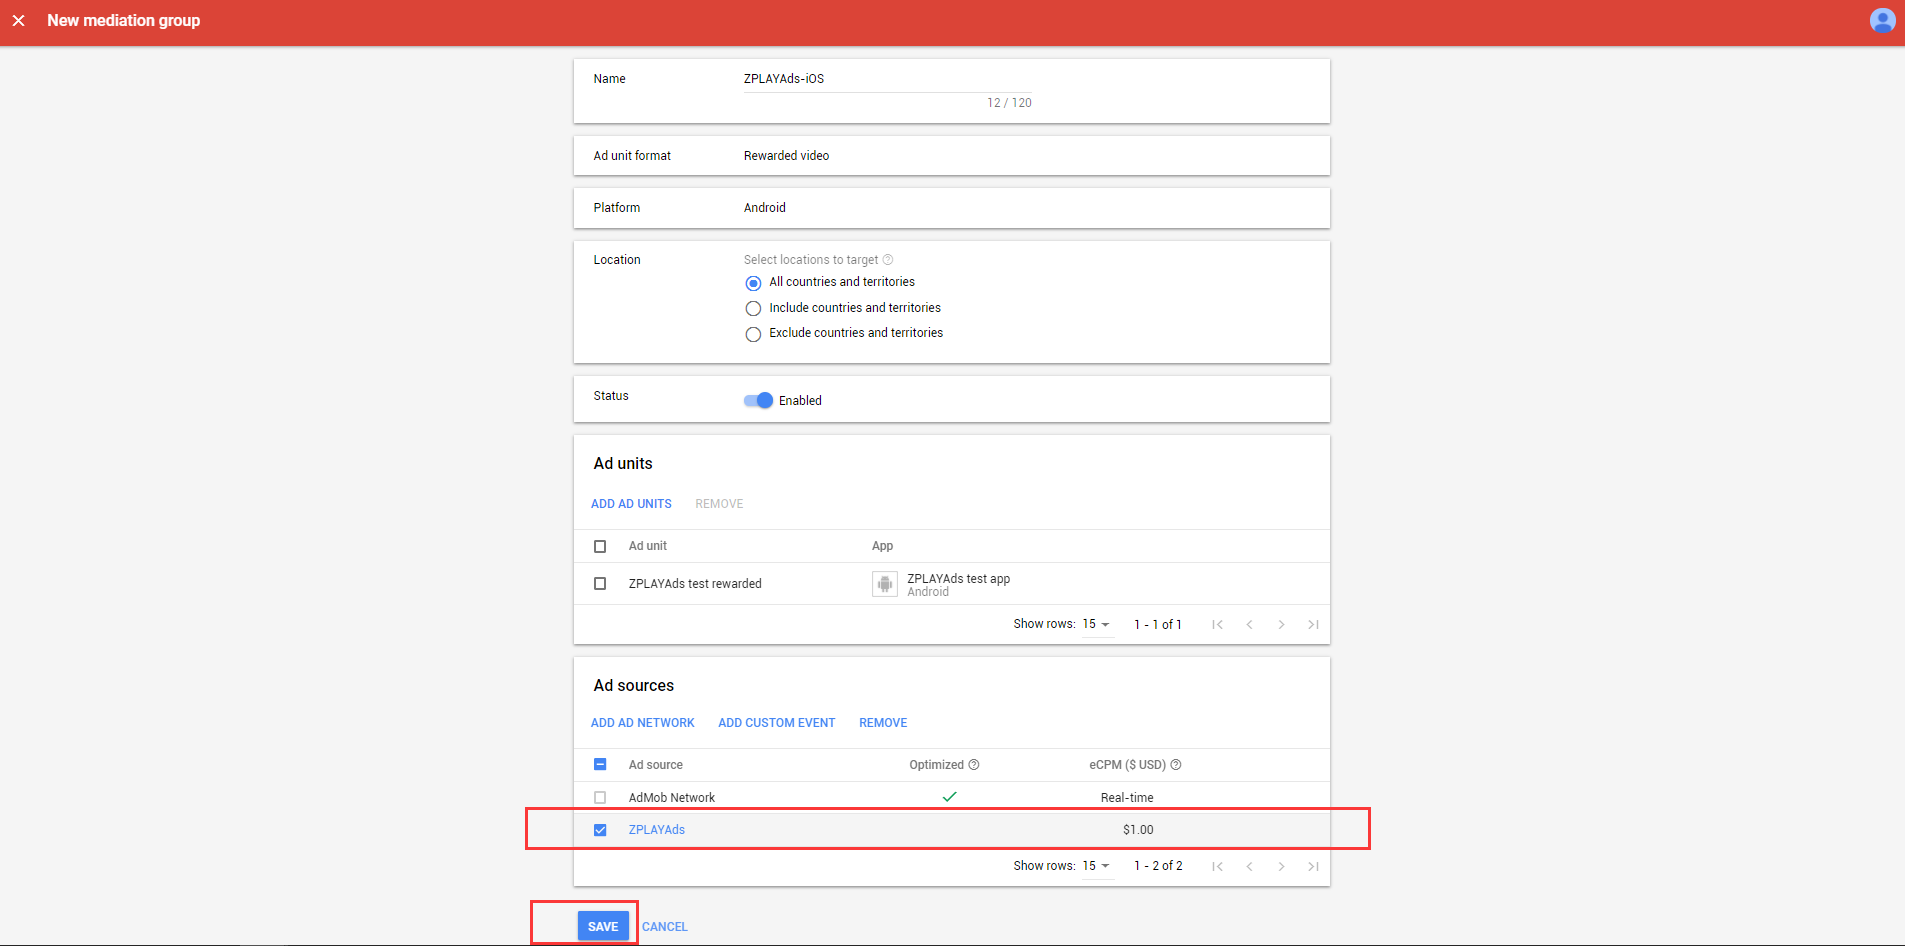 New mediation group
Name ZPLAYAds-iOS
12 / 120
Ad unit format Rewarded video
Platform Android
Location Select locations to target
All countries and territories
Include countries and territories
Exclude countries and territories
Status Enabled
Ad units
ADD AD UNITS REMOVE
Ad unit App
ZPLAYAds test rewarded ZPLAYAds test app
Android
Show rows: 15 1 - 1 of 1
Ad sources
ADD AD NETWORK ADD CUSTOM EVENT REMOVE
Ad source Optimized eCPM ($ USD)
AdMob Network Real-time
ZPLAYAds $1.00
Show rows: 15 1 - 2 of 2
SAVE CANCEL